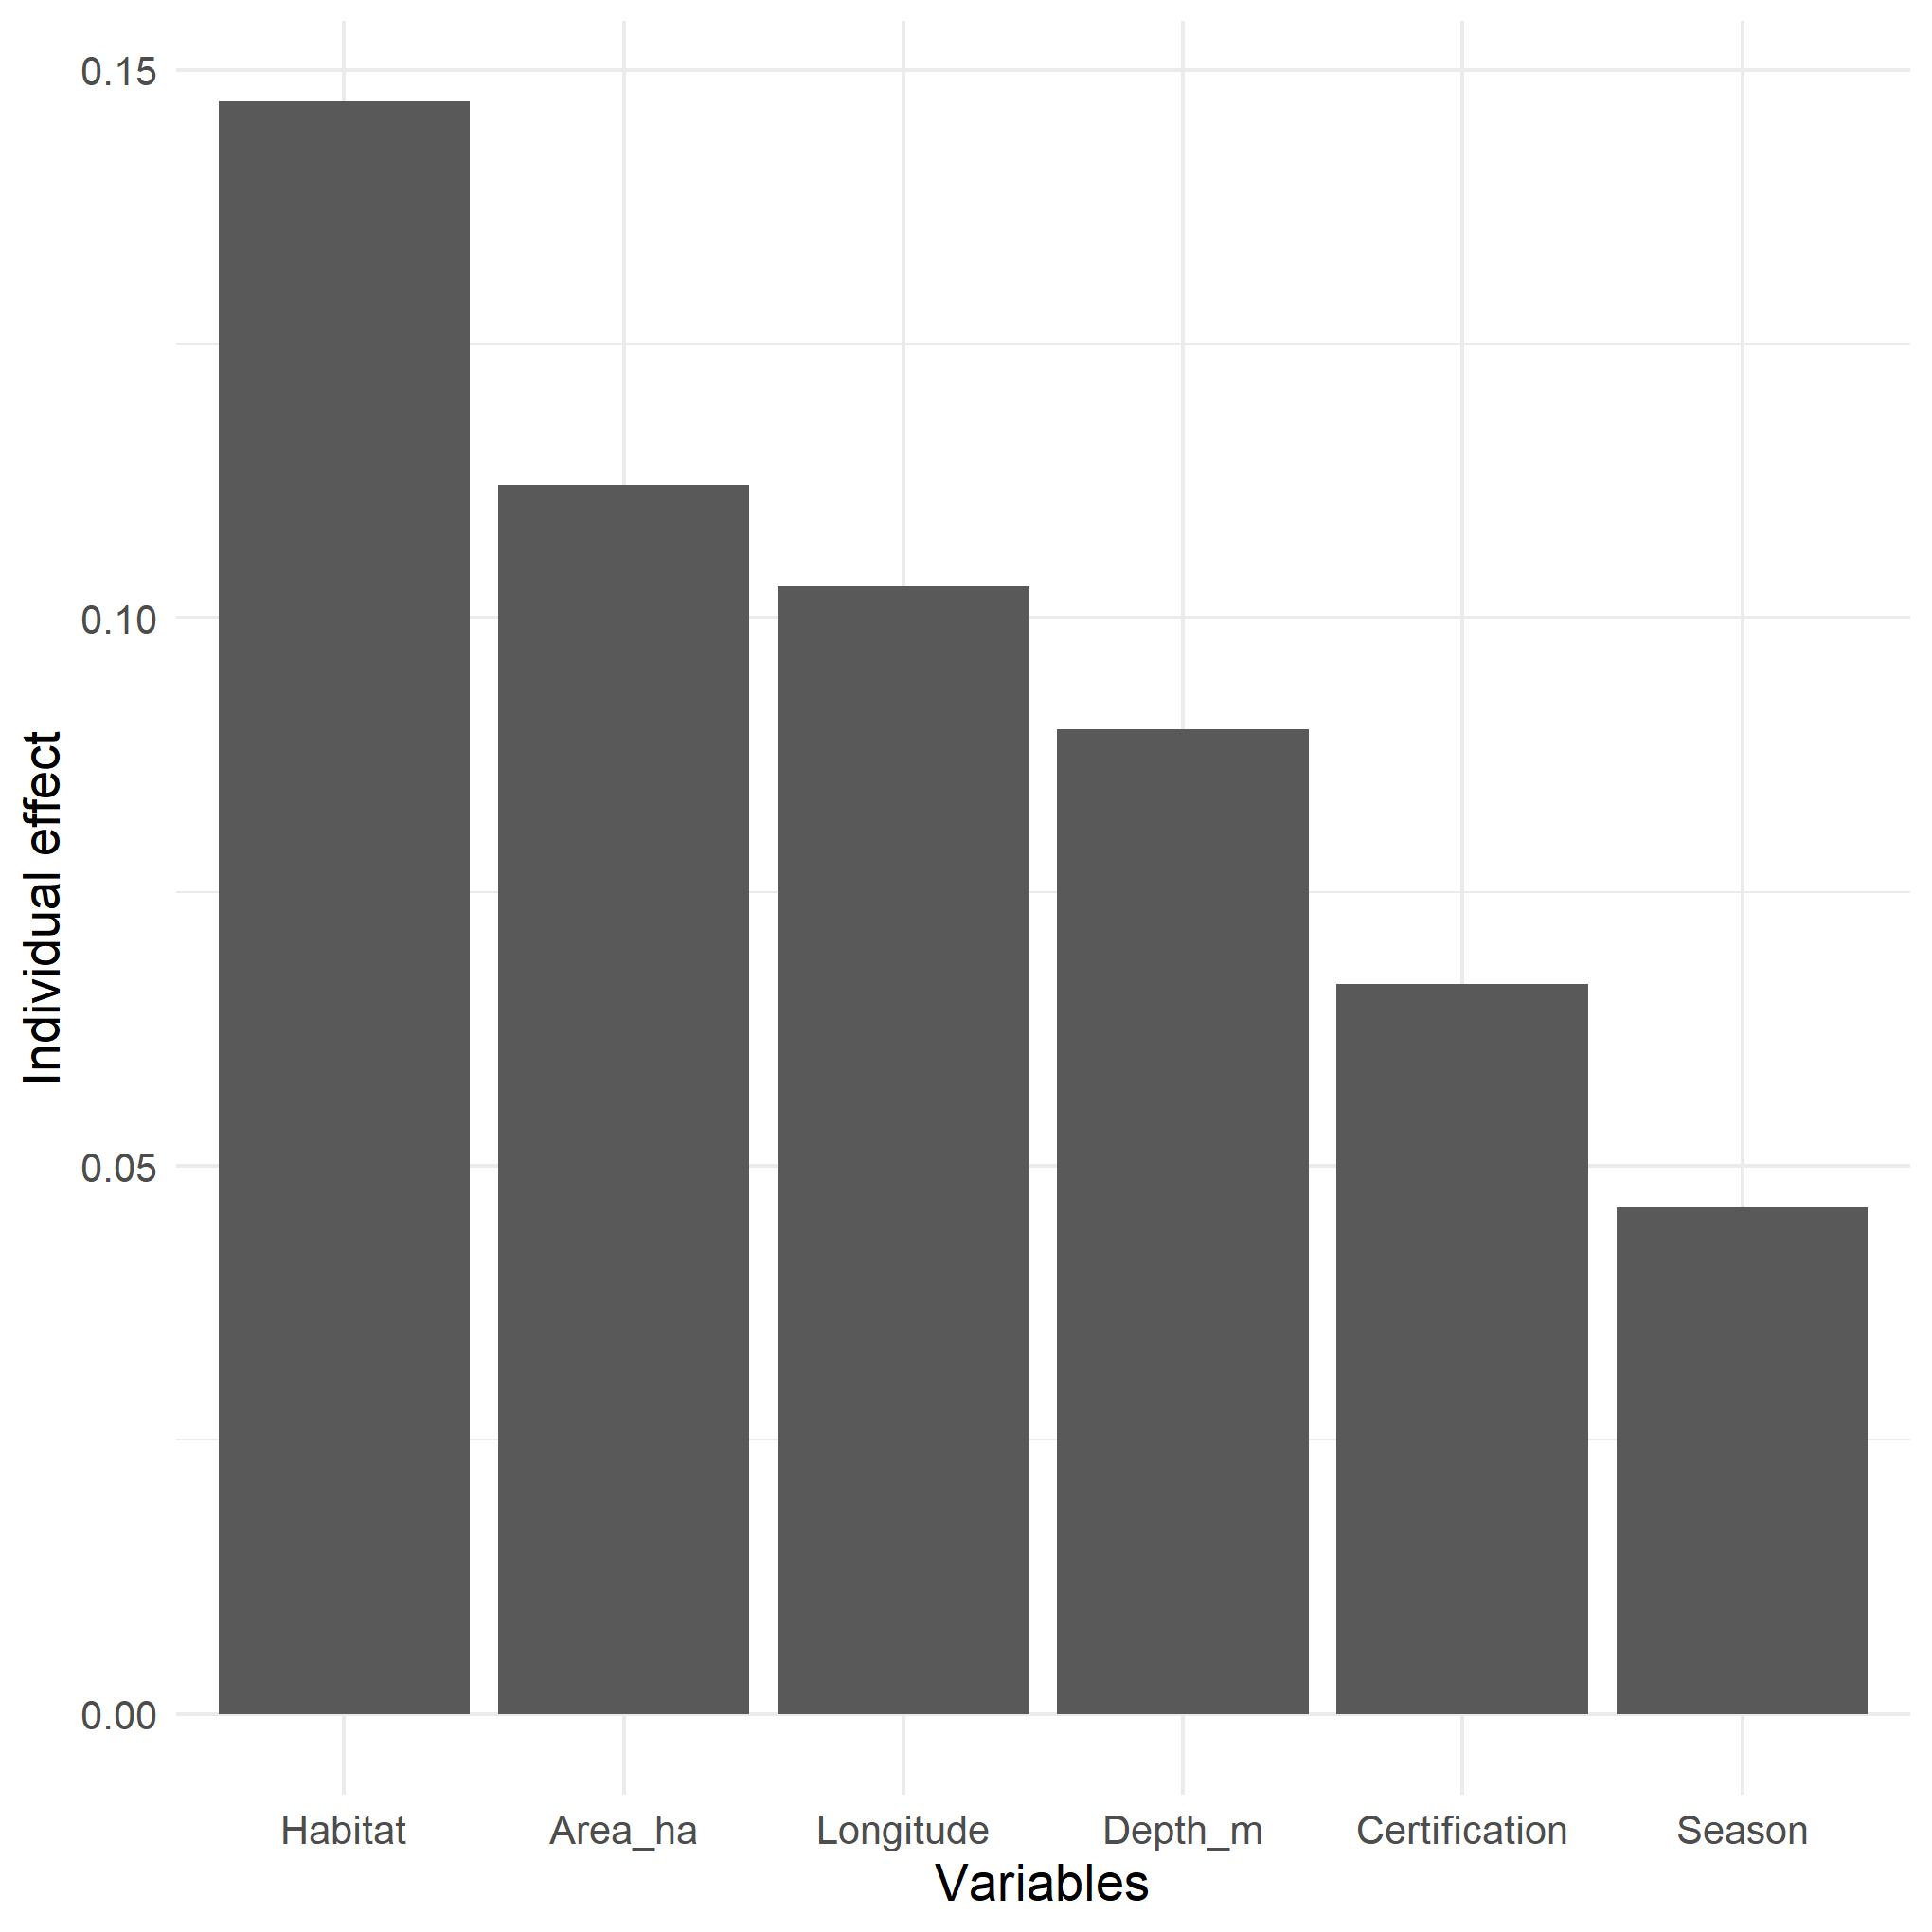 0.15
0.10
0.05
0.00
Individual effect
Habitat Area_ha Longitude Depth_m Certification Season
Variables